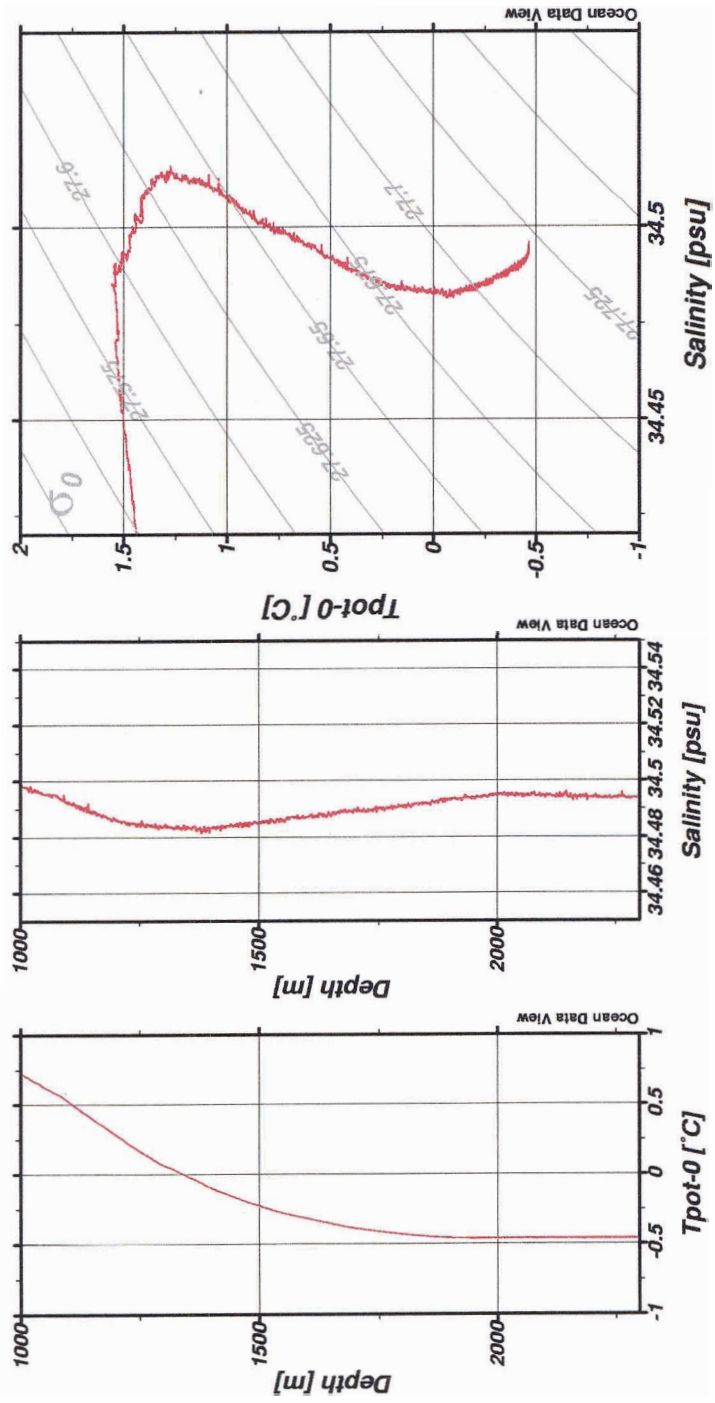 Depth [m]
1000
1500
2000
-1 -0.5 0 0.5 1
Tpot-0 [°C]
Ocean Data View
Depth [m]
1000
1500
2000
34.46 34.48 34.5 34.52 34.54
Salinity [psu]
Ocean Data View
Tpot-0 [°C]
2
1.5
1
0.5
0
-0.5
-1
σ0
27.575
27.6
27.625
27.65
27.675
27.7
27.725
34.45 34.5
Salinity [psu]
Ocean Data View